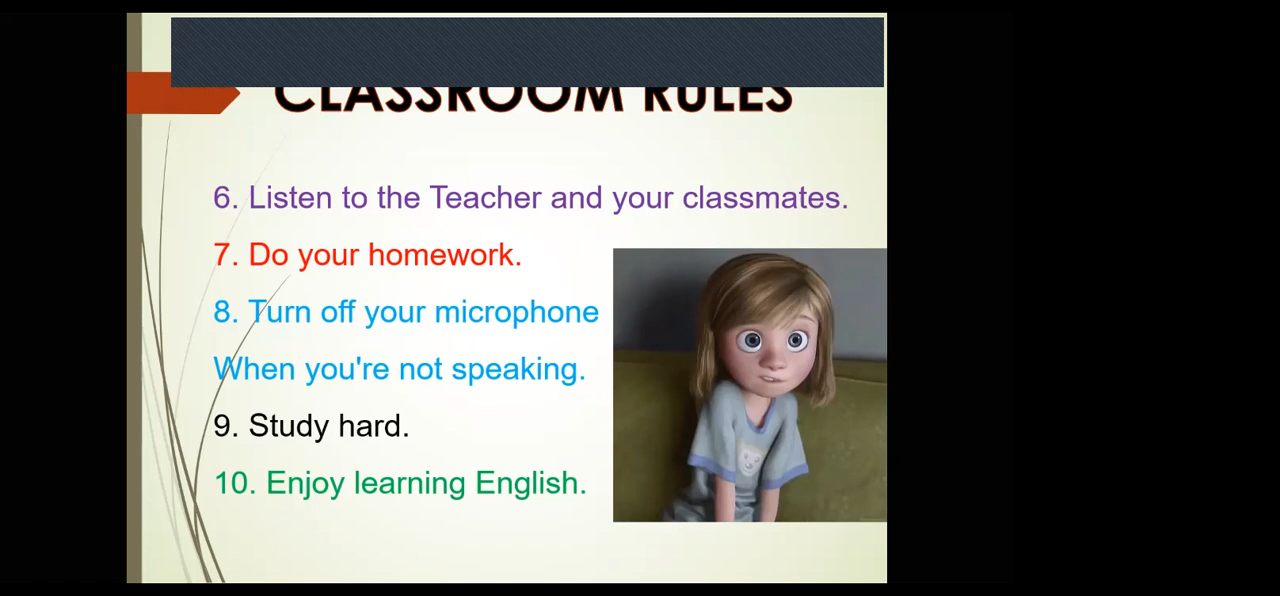 CLASSROOM RULES
6. Listen to the Teacher and your classmates.
7. Do your homework.
8. Turn off your microphone
When you're not speaking.
9. Study hard.
10. Enjoy learning English.